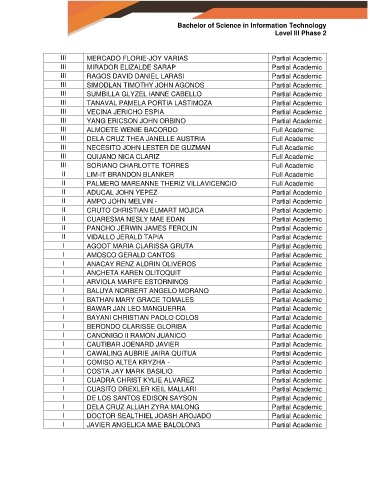 Bachelor of Science in Information Technology
Level III Phase 2
III MERCADO FLORIE-JOY VARIAS Partial Academic
III MIRADOR ELIZALDE SARAP Partial Academic
III RAGOS DAVID DANIEL LARASI Partial Academic
III SIMODLAN TIMOTHY JOHN AGONOS Partial Academic
III SUMBILLA GLYZEL IANNE CABELLO Partial Academic
III TANAVAL PAMELA PORTIA LASTIMOZA Partial Academic
III VECINA JERICHO ESPIA Partial Academic
III YANG ERICSON JOHN ORBINO Partial Academic
III ALMOETE WENIE BACORDO Full Academic
III DELA CRUZ THEA JANELLE AUSTRIA Full Academic
III NECESITO JOHN LESTER DE GUZMAN Full Academic
III QUIJANO NICA CLARIZ Full Academic
III SORIANO CHARLOTTE TORRES Full Academic
II LIM-IT BRANDON BLANKER Full Academic
II PALMERO MAREANNE THERIZ VILLAVICENCIO Full Academic
II ADUCAL JOHN YEPEZ Partial Academic
II AMPO JOHN MELVIN - Partial Academic
II CRUTO CHRISTIAN ELMART MOJICA Partial Academic
II CUARESMA NESLY MAE EDAN Partial Academic
II PANCHO JERWIN JAMES FEROLIN Partial Academic
II VIDALLO JERALD TAPIA Partial Academic
I AGOOT MARIA CLARISSA GRUTA Partial Academic
I AMOSCO GERALD CANTOS Partial Academic
I ANACAY RENZ ALDRIN OLIVEROS Partial Academic
I ANCHETA KAREN OLITOQUIT Partial Academic
I ARVIOLA MARIFE ESTORNINOS Partial Academic
I BALUYA NORBERT ANGELO MORANO Partial Academic
I BATHAN MARY GRACE TOMALES Partial Academic
I BAWAR JAN LEO MANGUERRA Partial Academic
I BAYANI CHRISTIAN PAOLO COLOS Partial Academic
I BERONDO CLARISSE GLORIBA Partial Academic
I CANONIGO II RAMON JUANICO Partial Academic
I CAUTIBAR JOENARD JAVIER Partial Academic
I CAWALING AUBRIE JAIRA QUITUA Partial Academic
I COMISO ALTEA KRYZHA - Partial Academic
I COSTA JAY MARK BASILIO Partial Academic
I CUADRA CHRIST KYLIE ALVAREZ Partial Academic
I CUASITO DREXLER KEIL MALLARI Partial Academic
I DE LOS SANTOS EDISON SAYSON Partial Academic
I DELA CRUZ ALLIAH ZYRA MALONG Partial Academic
I DOCTOR SEALTHIEL JOASH AROJADO Partial Academic
I JAVIER ANGELICA MAE BALOLONG Partial Academic